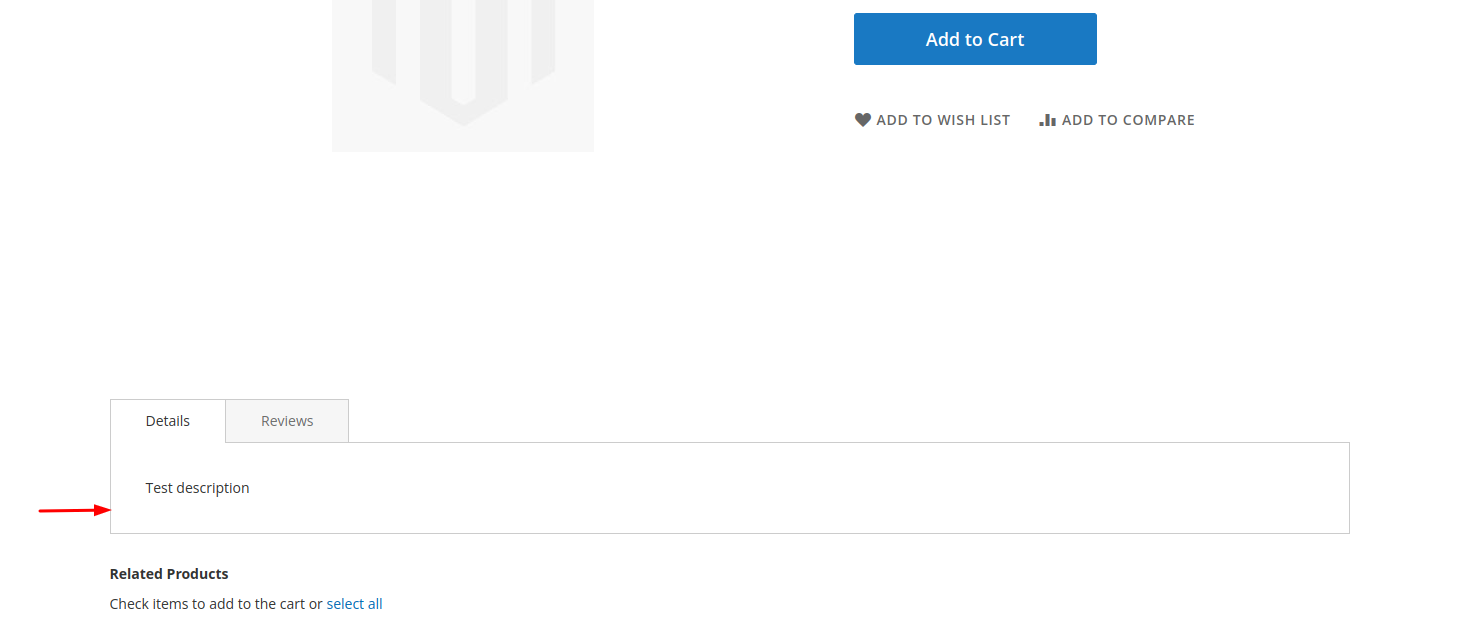 Add to Cart
ADD TO WISH LIST ADD TO COMPARE
Details Reviews
Test description
Related Products
Check items to add to the cart or select all